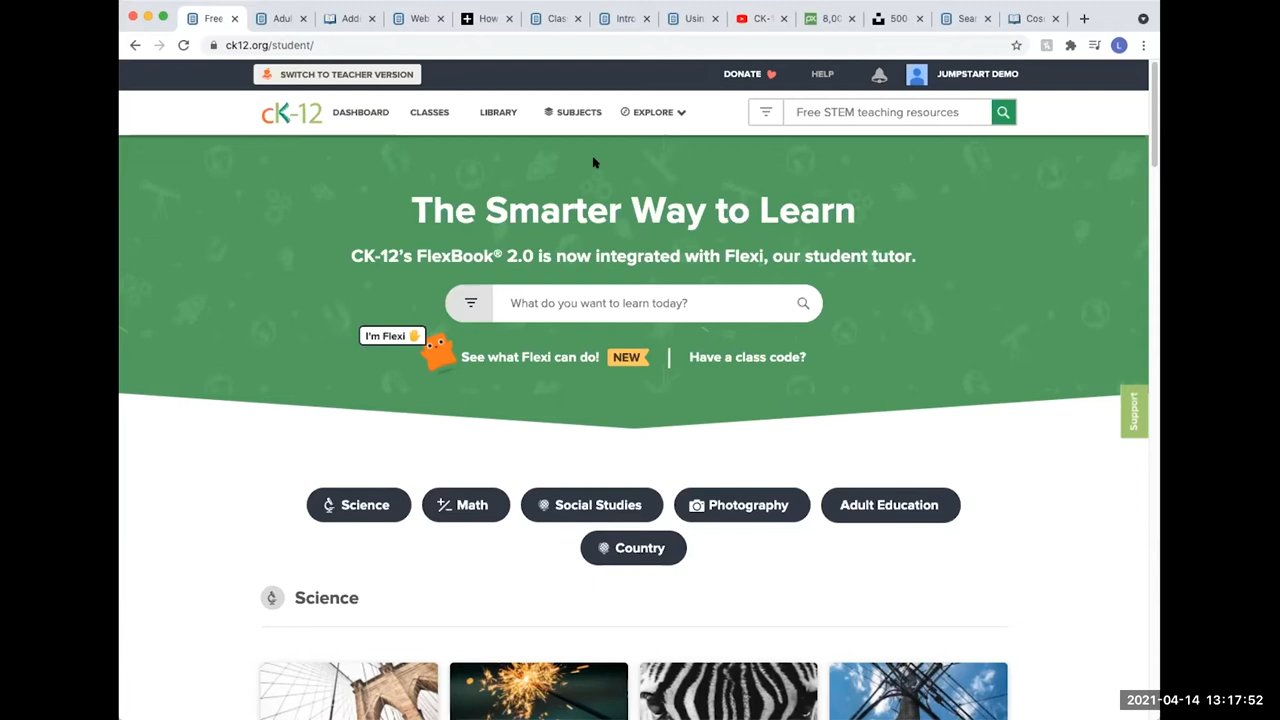 Free
Adul
Addi
Web
How
Clas
Intro
Usin
CK-
8,00
500
Sear
Cos
ck12.org/student/
L
SWITCH TO TEACHER VERSION
DONATE
HELP
JUMPSTART DEMO
cK-12
DASHBOARD
CLASSES
LIBRARY
SUBJECTS
EXPLORE
Free STEM teaching resources
The Smarter Way to Learn
CK-12's FlexBook® 2.0 is now integrated with Flexi, our student tutor.
What do you want to learn today?
I'm Flexi
See what Flexi can do!
NEW
Have a class code?
Support
Science
Math
Social Studies
Photography
Adult Education
Country
Science
2021-04-14 13:17:52